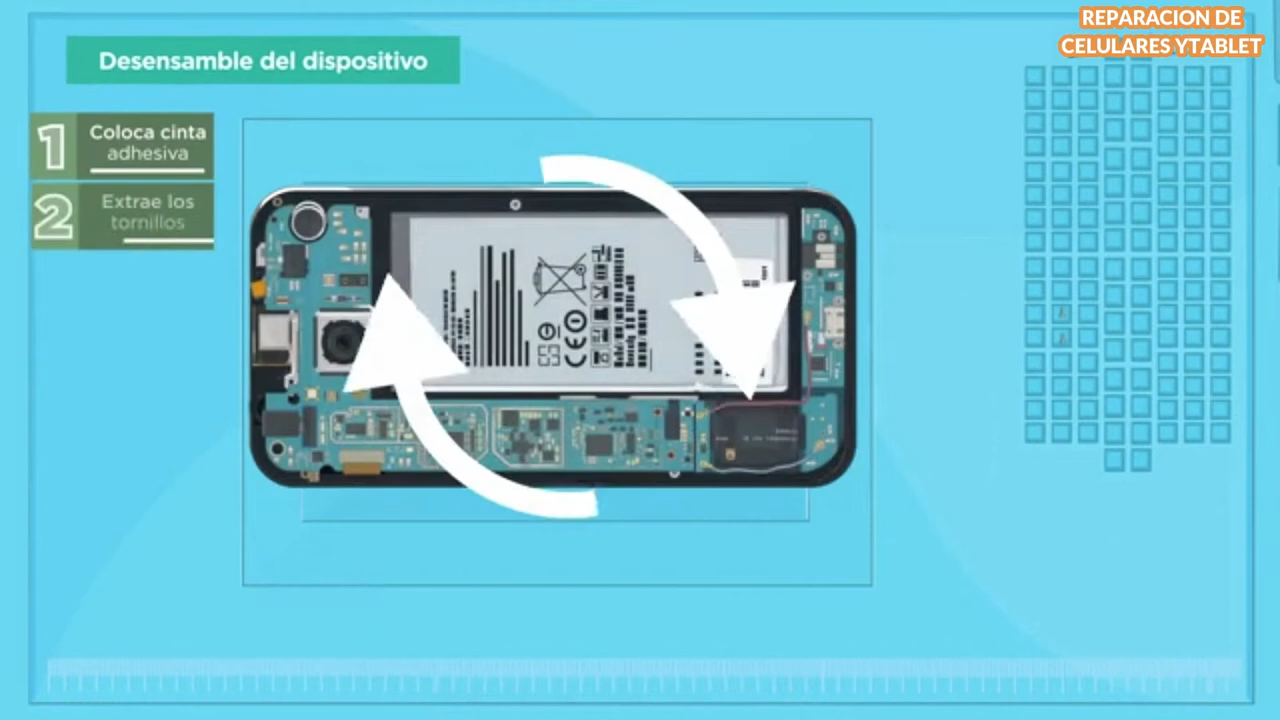 REPARACION DE
CELULARES YTABLET
Desensamble del dispositivo
1 Coloca cinta
adhesiva
2 Extrae los
tornillos